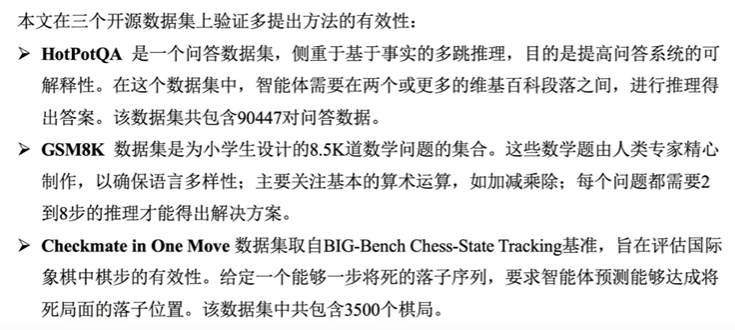 本文在三个开源数据集上验证多提出方法的有效性：
➢ HotPotQA 是一个问答数据集，侧重于基于事实的多跳推理，目的是提高问答系统的可
解释性。在这个数据集中，智能体需要在两个或更多的维基百科段落之间，进行推理得
出答案。该数据集共包含90447对问答数据。
➢ GSM8K 数据集是为小学生设计的8.5K道数学问题的集合。这些数学题由人类专家精心
制作，以确保语言多样性；主要关注基本的算术运算，如加减乘除；每个问题都需要2
到8步的推理才能得出解决方案。
➢ Checkmate in One Move 数据集取自BIG-Bench Chess-State Tracking基准，旨在评估国际
象棋中棋步的有效性。给定一个能够一步将死的落子序列，要求智能体预测能够达成将
死局面的落子位置。该数据集中共包含3500个棋局。